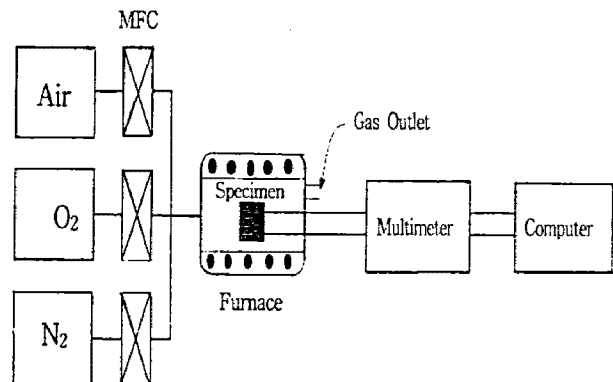 MFC
Air
Gas Outlet
O2
Specimen
Multimeter
Computer
Furnace
N2